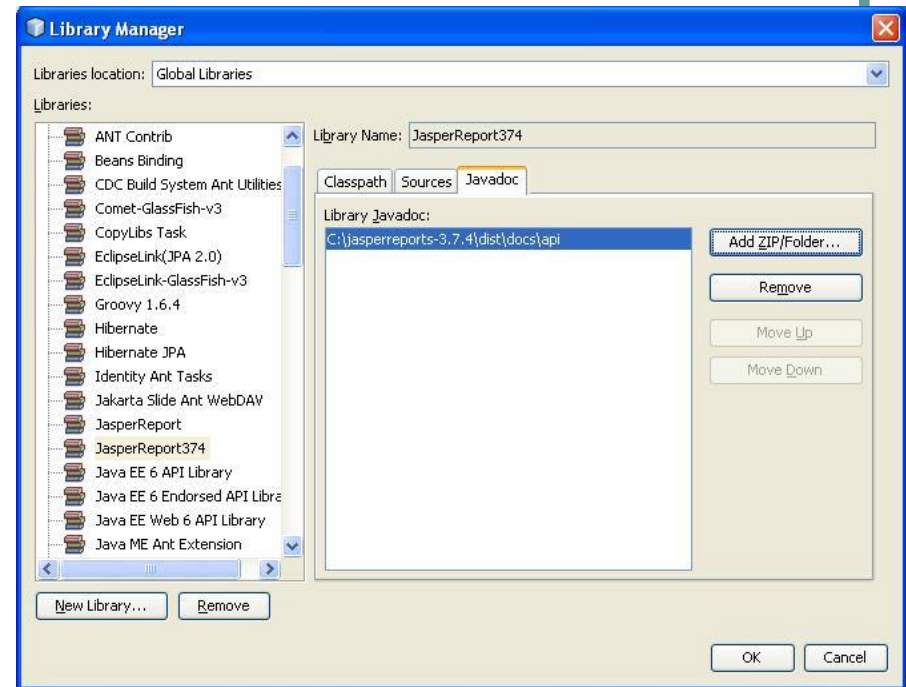 Library Manager
Libraries location: Global Libraries
Libraries:
ANT Contrib
Beans Binding
CDC Build System Ant Utilities
Comet-GlassFish-v3
CopyLibs Task
EclipseLink(JPA 2.0)
EclipseLink-GlassFish-v3
Groovy 1.6.4
Hibernate
Hibernate JPA
Identity Ant Tasks
Jakarta Slide Ant WebDAV
JasperReport
JasperReport374
Java EE 6 API Library
Java EE 6 Endorsed API Libra
Java EE Web 6 API Library
Java ME Ant Extension
New Library... Remove
Library Name: JasperReport374
Classpath Sources Javadoc
Library Javadoc:
C:\jasperreports-3.7.4\dist\docs\api
Add ZIP/Folder...
Remove
Move Up
Move Down
OK Cancel